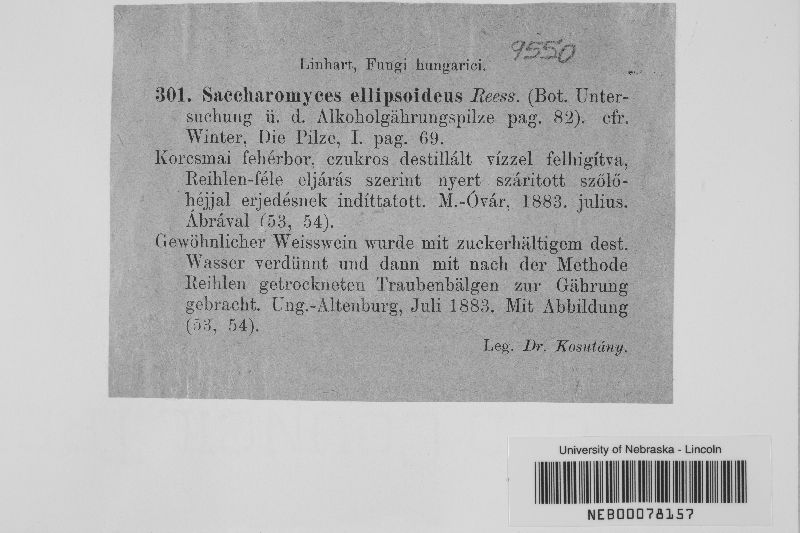 9550
Linhart, Fungi hungarici.
301. Saccharomyces ellipsoideus Reess. (Bot. Unter-
suchung ü. d. Alkoholgährungspilze pag. 82). cfr.
Winter, Die Pilze, I. pag. 69.
Korcsmai fehérbor, czukros destillált vízzel felhigítva,
Reihlen-féle eljárás szerint nyert szárított szőlő-
héjjal erjedésnek indíttatott. M.-Óvár, 1883. julius.
Ábrával (53, 54).
Gewöhnlicher Weisswein wurde mit zuckerhältigem dest.
Wasser verdünnt und dann mit nach der Methode
Reihlen getrockneten Traubenbälgen zur Gährung
gebracht. Ung.-Altenburg, Juli 1883. Mit Abbildung
(53, 54).
Leg. Dr. Kosutány.
University of Nebraska - Lincoln
NEB00078157